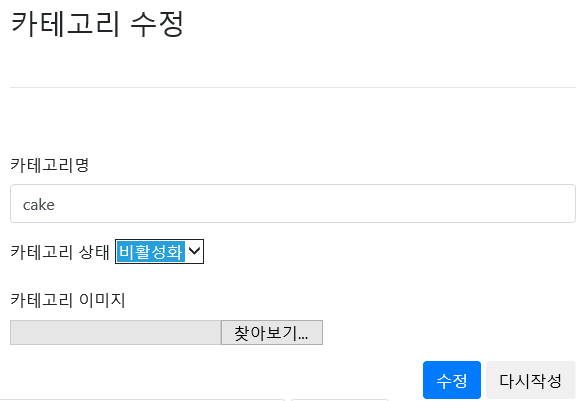 카테고리 수정
카테고리명
cake
카테고리 상태 비활성화
카테고리 이미지
찾아보기...
수정 다시작성